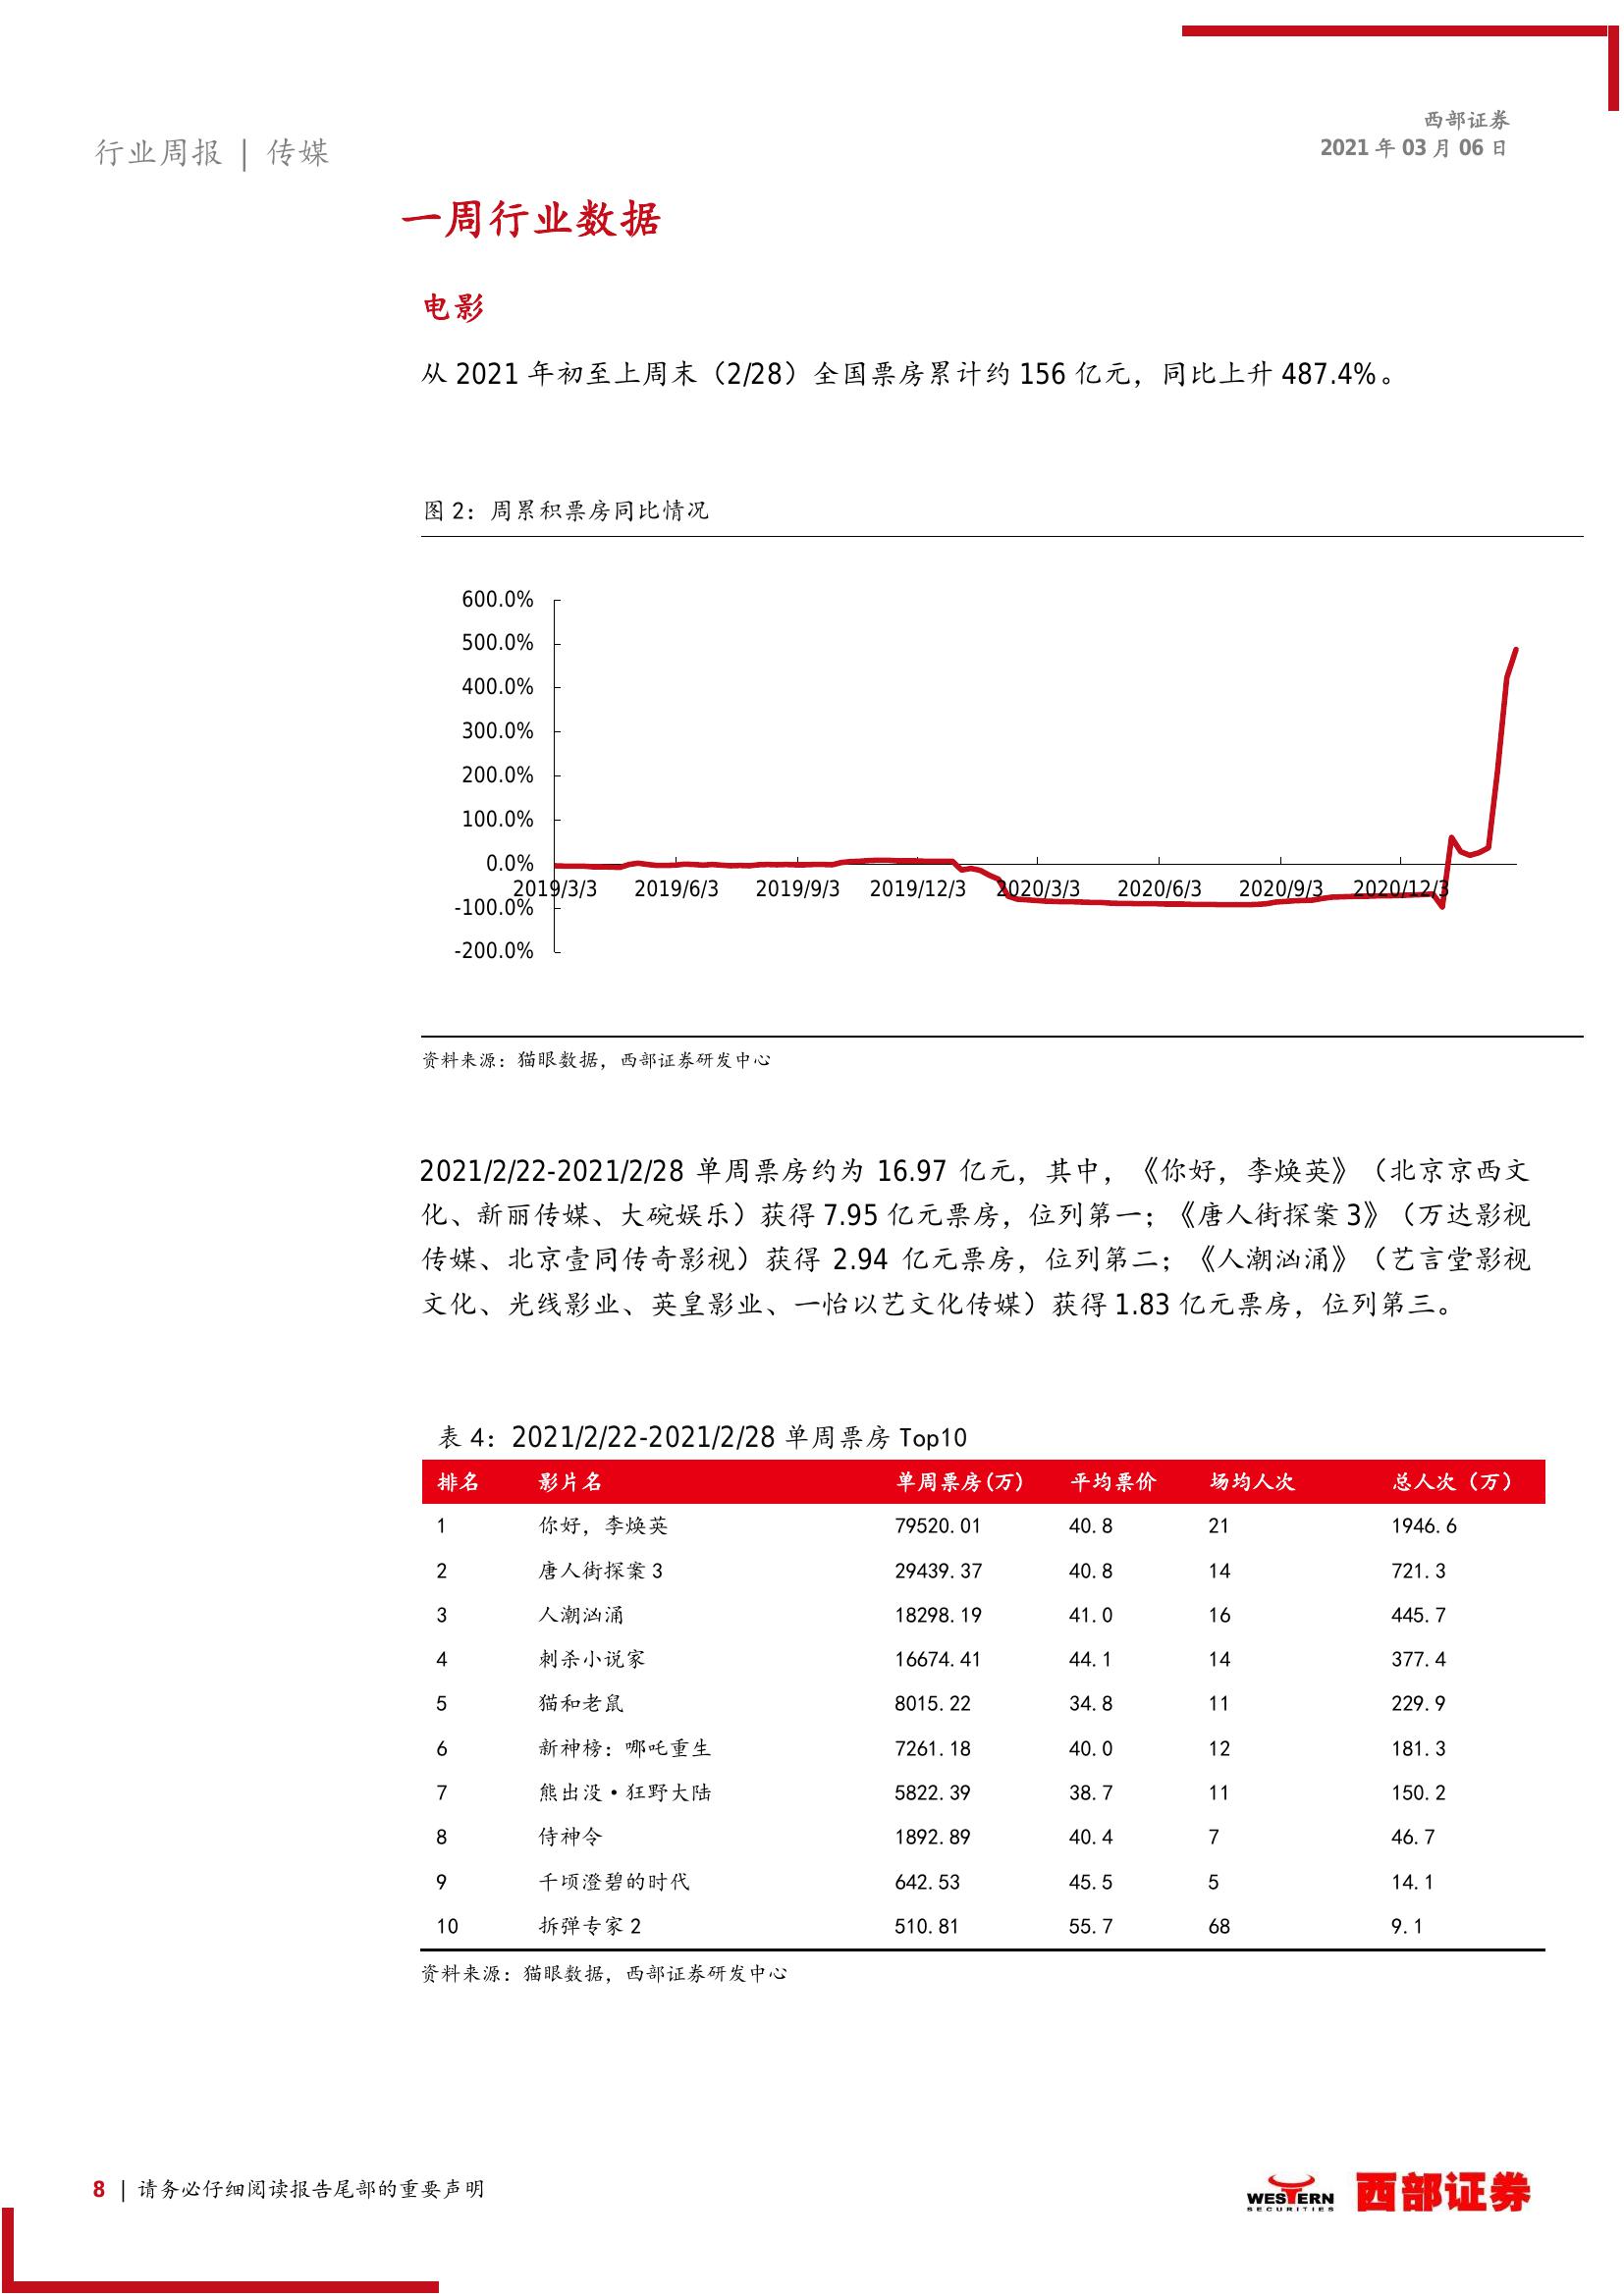 西部证券
2021 年 03 月 06 日
行业周报 | 传媒
一周行业数据
电影
从 2021 年初至上周末（2/28）全国票房累计约 156 亿元，同比上升 487.4%。
图 2：周累积票房同比情况
600.0%
500.0%
400.0%
300.0%
200.0%
100.0%
0.0%
2019/3/3 2019/6/3 2019/9/3 2019/12/3 2020/3/3 2020/6/3 2020/9/3 2020/12/3
-100.0%
-200.0%
资料来源：猫眼数据，西部证券研发中心
2021/2/22-2021/2/28 单周票房约为 16.97 亿元，其中，《你好，李焕英》（北京京西文
化、新丽传媒、大碗娱乐）获得 7.95 亿元票房，位列第一；《唐人街探案 3》（万达影视
传媒、北京壹同传奇影视）获得 2.94 亿元票房，位列第二；《人潮汹涌》（艺言堂影视
文化、光线影业、英皇影业、一怡以艺文化传媒）获得 1.83 亿元票房，位列第三。
表 4：2021/2/22-2021/2/28 单周票房 Top10
排名 影片名 单周票房(万) 平均票价 场均人次 总人次（万）
1 你好，李焕英 79520.01 40.8 21 1946.6
2 唐人街探案 3 29439.37 40.8 14 721.3
3 人潮汹涌 18298.19 41.0 16 445.7
4 刺杀小说家 16674.41 44.1 14 377.4
5 猫和老鼠 8015.22 34.8 11 229.9
6 新神榜：哪吒重生 7261.18 40.0 12 181.3
7 熊出没·狂野大陆 5822.39 38.7 11 150.2
8 侍神令 1892.89 40.4 7 46.7
9 千顷澄碧的时代 642.53 45.5 5 14.1
10 拆弹专家 2 510.81 55.7 68 9.1
资料来源：猫眼数据，西部证券研发中心
8 | 请务必仔细阅读报告尾部的重要声明
WESTERN
SECURITIES
西部证券